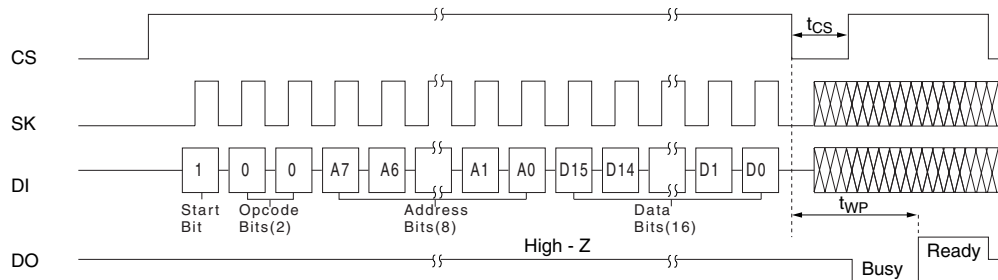 CS
tCS
SK
DI
1 0 0 A7 A6 A1 A0 D15 D14 D1 D0
Start Bit
Opcode Bits(2)
Address Bits(8)
Data Bits(16)
tWP
DO
High - Z
Busy
Ready